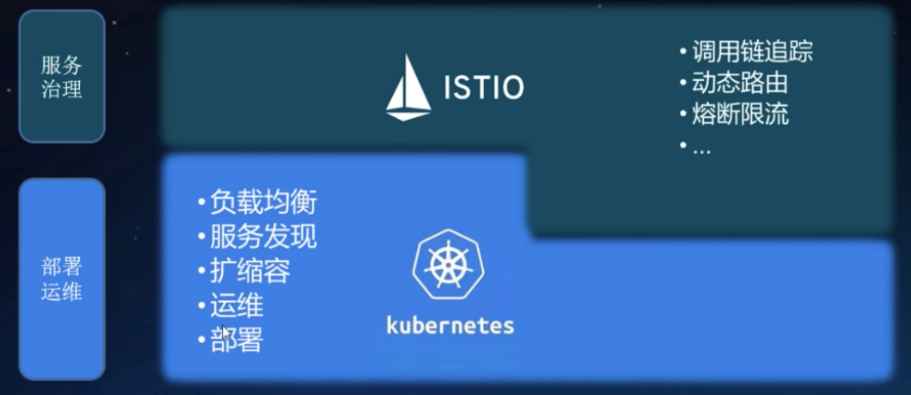 服务
治理
ISTIO
• 调用链追踪
• 动态路由
• 熔断限流
• ...
部署
运维
• 负载均衡
• 服务发现
• 扩缩容
• 运维
• 部署
kubernetes